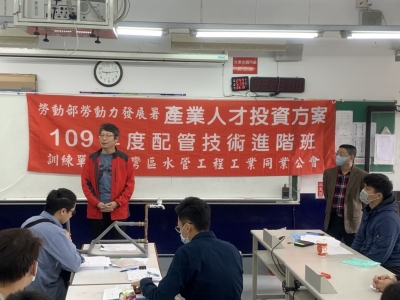 勞動部勞動力發展署 產業人才投資方案
109 度配管技術進階班
訓練單 灣區水管工程工業同業公會